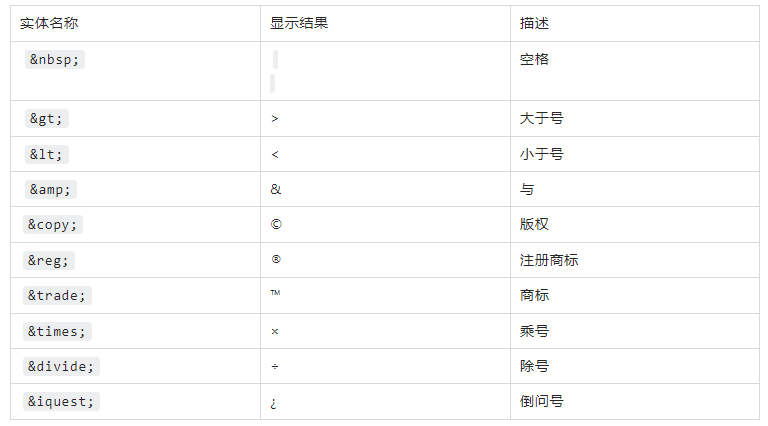 实体名称 显示结果 描述
&nbsp; 空格
&gt; > 大于号
&lt; < 小于号
&amp; & 与
&copy; © 版权
&reg; ® 注册商标
&trade; ™ 商标
&times; × 乘号
&divide; ÷ 除号
&iquest; ¿ 倒问号